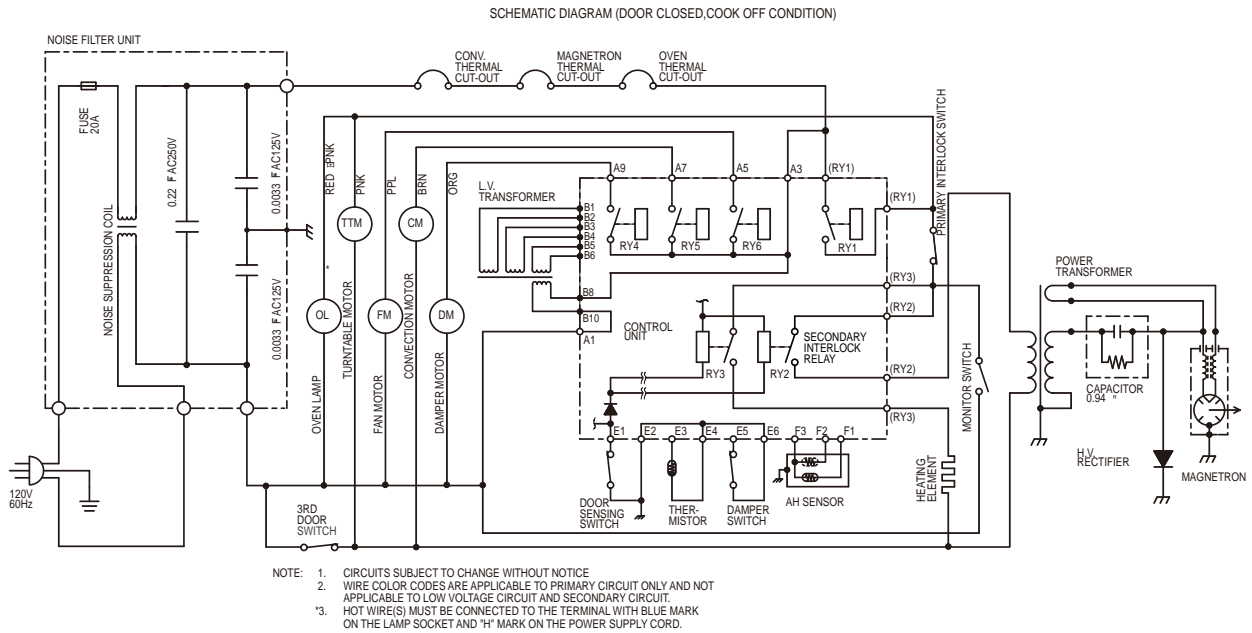 SCHEMATIC DIAGRAM (DOOR CLOSED,COOK OFF CONDITION)
NOISE FILTER UNIT
CONV.
THERMAL
CUT-OUT
MAGNETRON
THERMAL
CUT-OUT
OVEN
THERMAL
CUT-OUT
FUSE
20A
NOISE SUPPRESSION COIL
0.22 F AC250V
0.0033 F AC125V
0.0033 F AC125V
RED PNK
PNK
PPL
BRN
ORG
L.V.
TRANSFORMER
A9
A7
A5
A3
(RY1)
(RY1)
PRIMARY INTERLOCK SWITCH
B1
B2
B3
B4
B5
B6
B8
B10
A1
RY4
RY5
RY6
RY1
TTM
CM
*
OL
FM
DM
OVEN LAMP
TURNTABLE MOTOR
FAN MOTOR
CONVECTION MOTOR
DAMPER MOTOR
CONTROL
UNIT
(RY3)
(RY2)
SECONDARY
INTERLOCK
RELAY
RY3
RY2
(RY2)
(RY3)
MONITOR SWITCH
POWER
TRANSFORMER
CAPACITOR
0.94 "
H.V.
RECTIFIER
MAGNETRON
E1
E2
E3
E4
E5
E6
F3
F2
F1
DOOR
SENSING
SWITCH
THER-
MISTOR
DAMPER
SWITCH
AH SENSOR
HEATING
ELEMENT
120V
60Hz
3RD
DOOR
SWITCH
NOTE: 1. CIRCUITS SUBJECT TO CHANGE WITHOUT NOTICE
2. WIRE COLOR CODES ARE APPLICABLE TO PRIMARY CIRCUIT ONLY AND NOT
APPLICABLE TO LOW VOLTAGE CIRCUIT AND SECONDARY CIRCUIT.
*3. HOT WIRE(S) MUST BE CONNECTED TO THE TERMINAL WITH BLUE MARK
ON THE LAMP SOCKET AND "H" MARK ON THE POWER SUPPLY CORD.